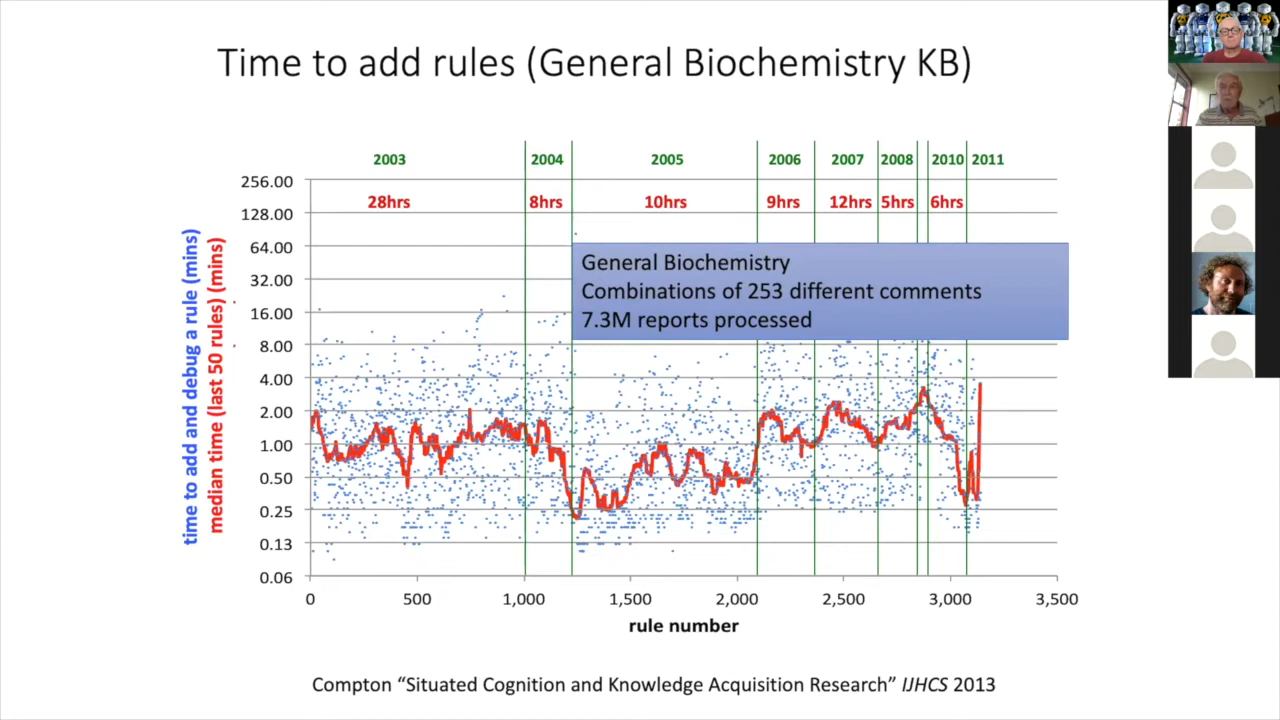 Time to add rules (General Biochemistry KB)
2003 2004 2005 2006 2007 2008 2010 2011
28hrs 8hrs 10hrs 9hrs 12hrs 5hrs 6hrs
256.00
128.00
64.00
32.00
16.00
8.00
4.00
2.00
1.00
0.50
0.25
0.13
0.06
time to add and debug a rule (mins)
median time (last 50 rules) (mins)
General Biochemistry
Combinations of 253 different comments
7.3M reports processed
0 500 1,000 1,500 2,000 2,500 3,000 3,500
rule number
Compton “Situated Cognition and Knowledge Acquisition Research” IJHCS 2013